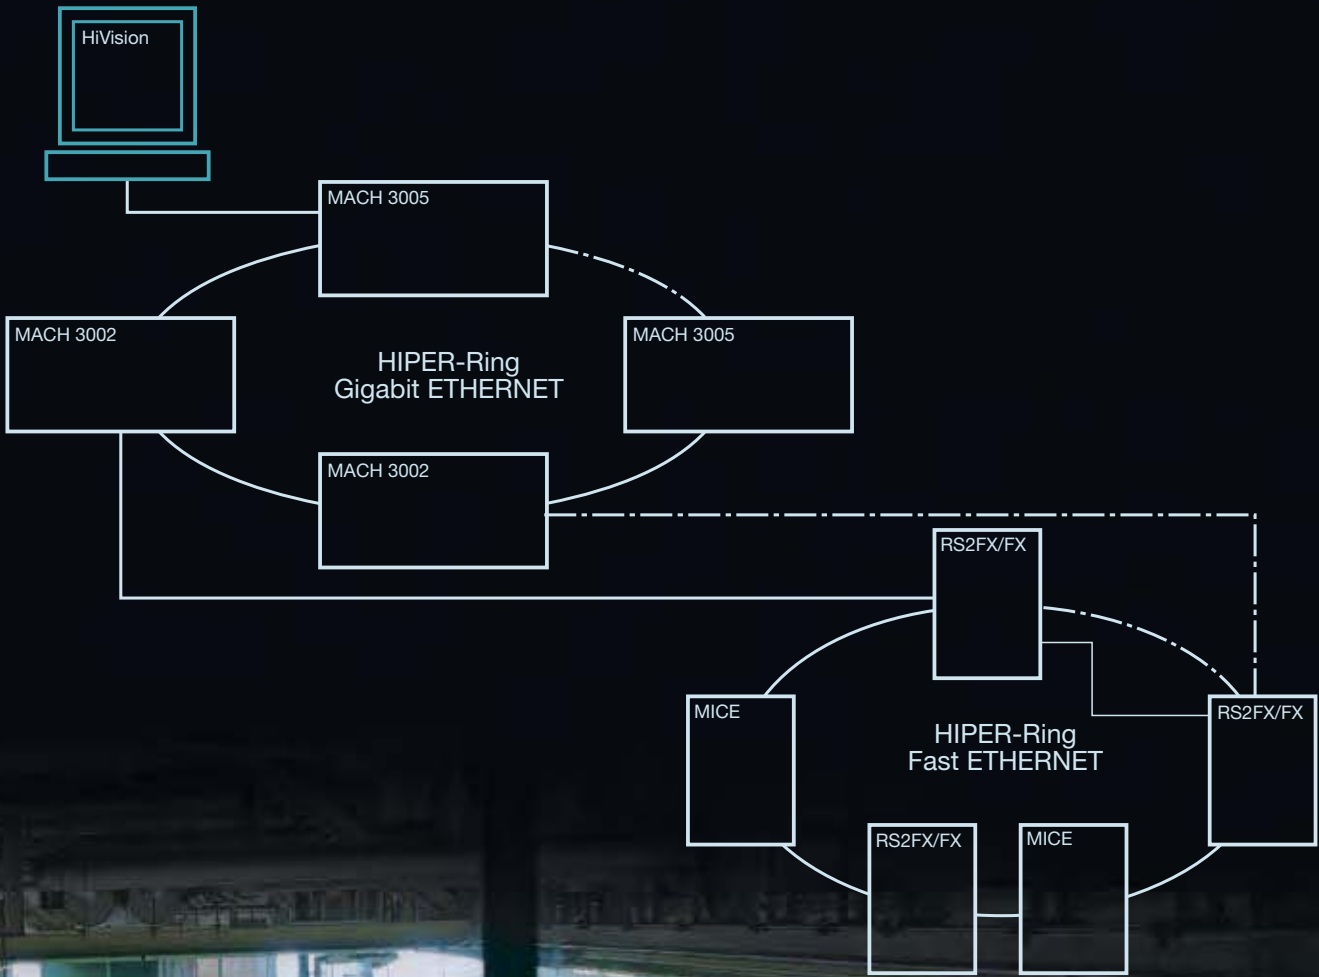 HiVision
MACH 3005
MACH 3002
MACH 3005
HIPER-Ring
Gigabit ETHERNET
MACH 3002
RS2FX/FX
MICE
RS2FX/FX
HIPER-Ring
Fast ETHERNET
RS2FX/FX
MICE